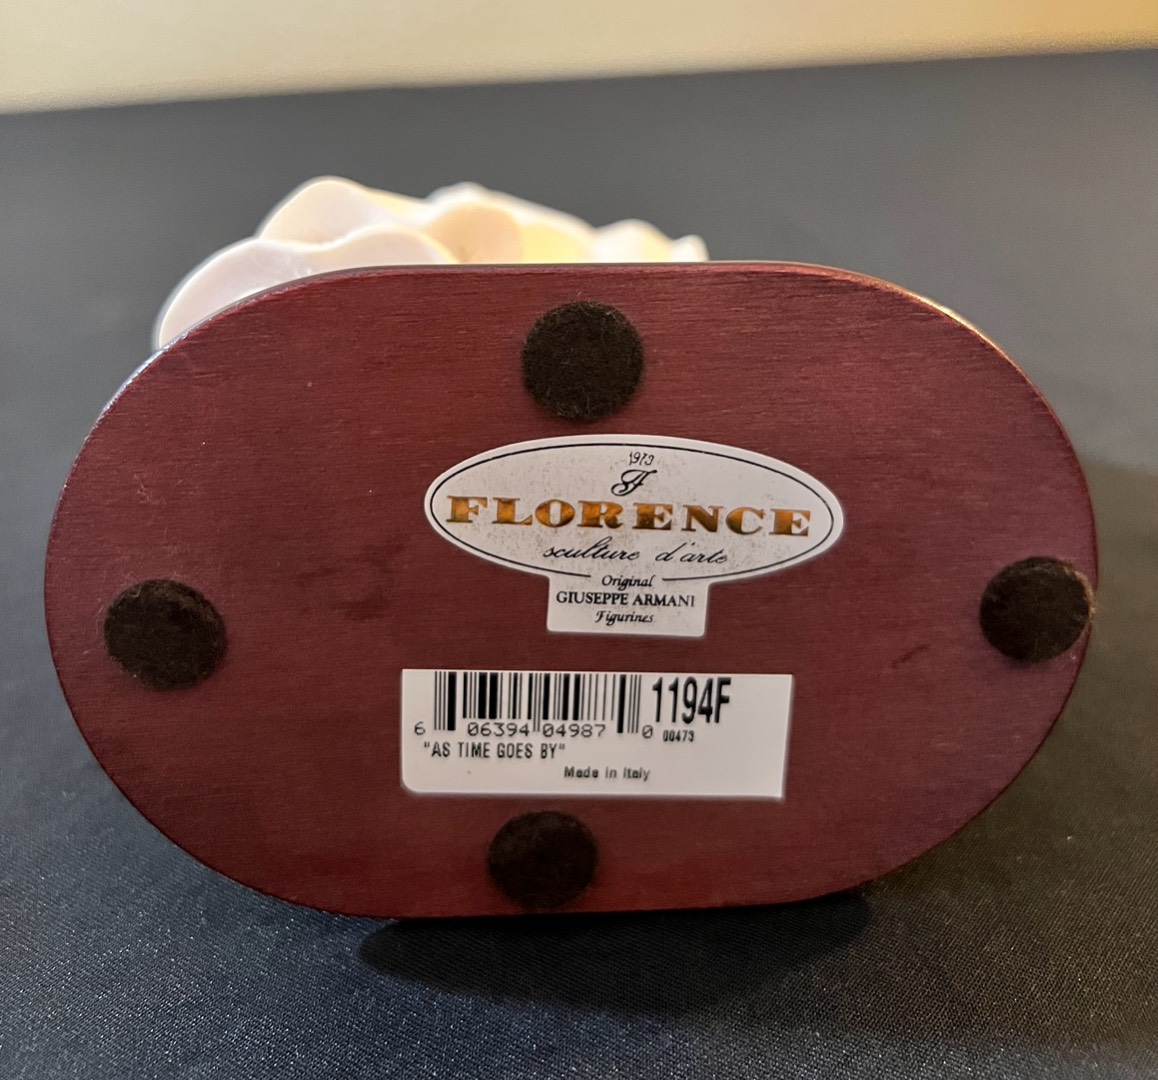 1973
FLORENCE
sculture d'arte
Original
GIUSEPPE ARMANI
Figurines
1194F
6 06394 04987 0 00473
"AS TIME GOES BY"
Made in Italy